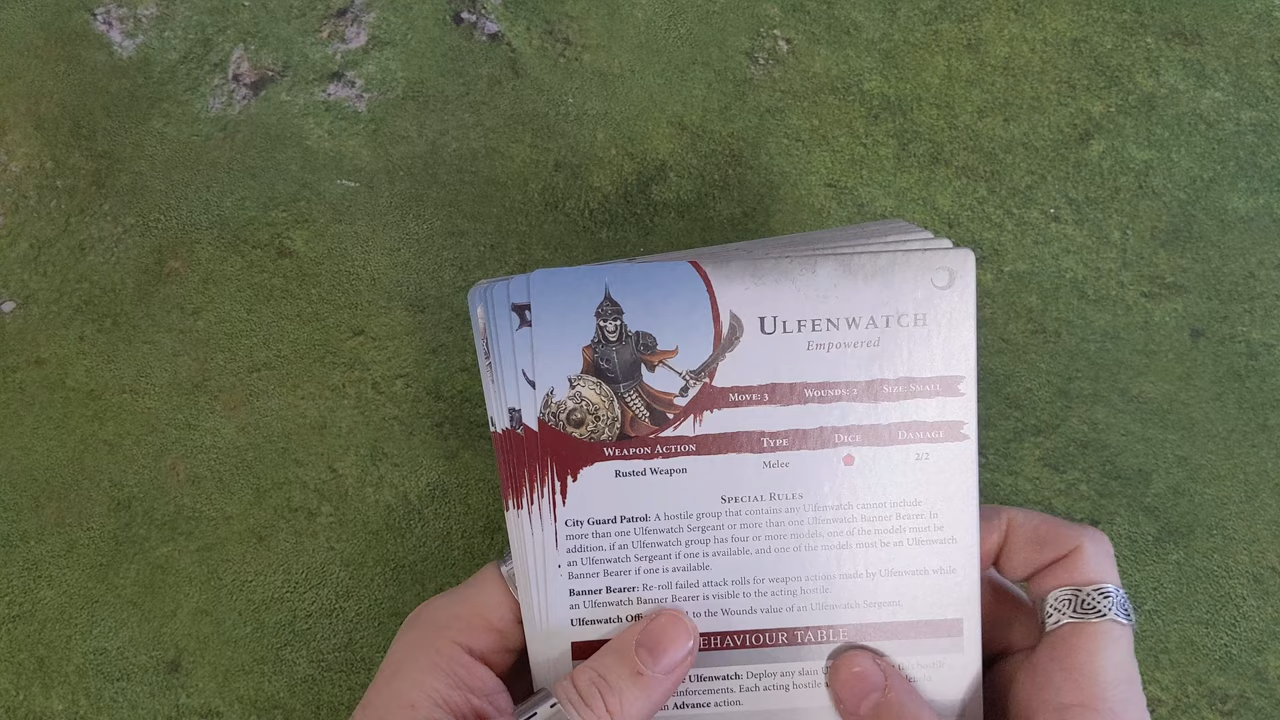 ULFENWATCH
Empowered
MOVE: 3 WOUNDS: 2 SIZE: SMALL
WEAPON ACTION TYPE DICE DAMAGE
Rusted Weapon Melee 2/2
SPECIAL RULES
City Guard Patrol: A hostile group that contains any Ulfenwatch cannot include
more than one Ulfenwatch Sergeant or more than one Ulfenwatch Banner Bearer. In
addition, if an Ulfenwatch group has four or more models, one of the models must be
an Ulfenwatch Sergeant if one is available, and one of the models must be an Ulfenwatch
Banner Bearer if one is available.
Banner Bearer: Re-roll failed attack rolls for weapon actions made by Ulfenwatch while
an Ulfenwatch Banner Bearer is visible to the acting hostile.
Ulfenwatch to the Wounds value of an Ulfenwatch Sergeant.
EHAVIOUR TABLE
Ulfenwatch: Deploy any slain hostile
einforcements. Each acting hostile
Advance action.